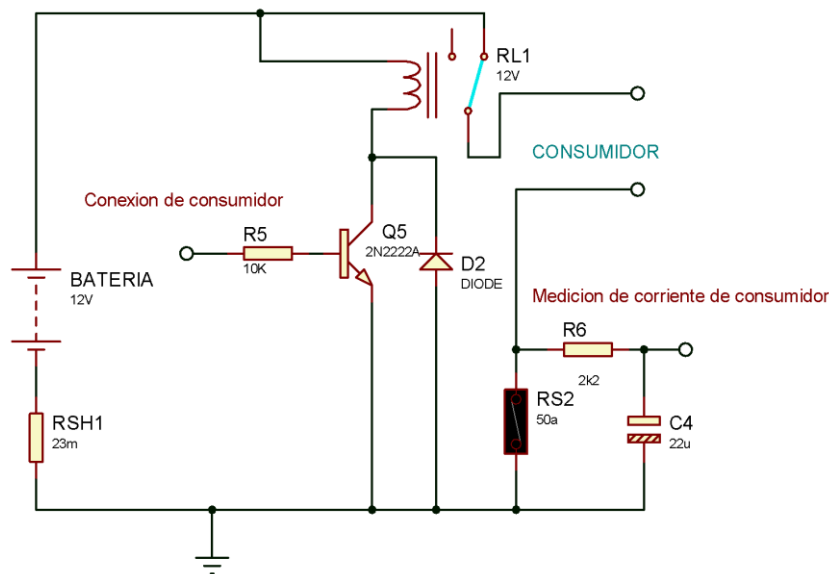 RL1
12V
CONSUMIDOR
Conexion de consumidor
R5
10K
Q5
2N2222A
D2
DIODE
BATERIA
12V
Medicion de corriente de consumidor
R6
2k2
RSH1
23m
RS2
50a
C4
22u